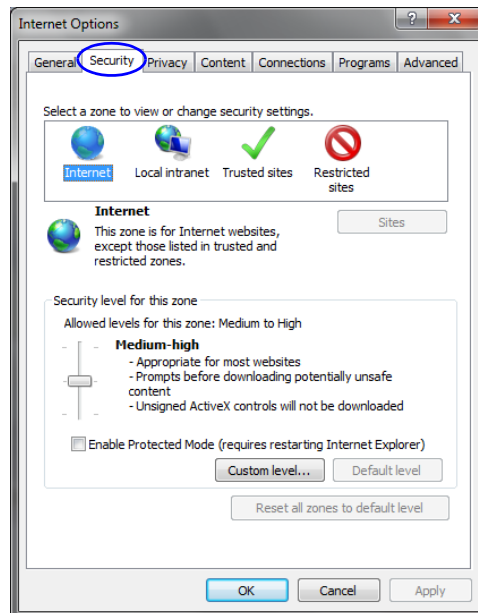 Internet Options
?
X
General Security Privacy Content Connections Programs Advanced
Select a zone to view or change security settings.
Internet Local intranet Trusted sites Restricted
sites
Internet
Sites
This zone is for Internet websites,
except those listed in trusted and
restricted zones.
Security level for this zone
Allowed levels for this zone: Medium to High
Medium-high
- Appropriate for most websites
- Prompts before downloading potentially unsafe
content
- Unsigned ActiveX controls will not be downloaded
Enable Protected Mode (requires restarting Internet Explorer)
Custom level... Default level
Reset all zones to default level
OK Cancel Apply